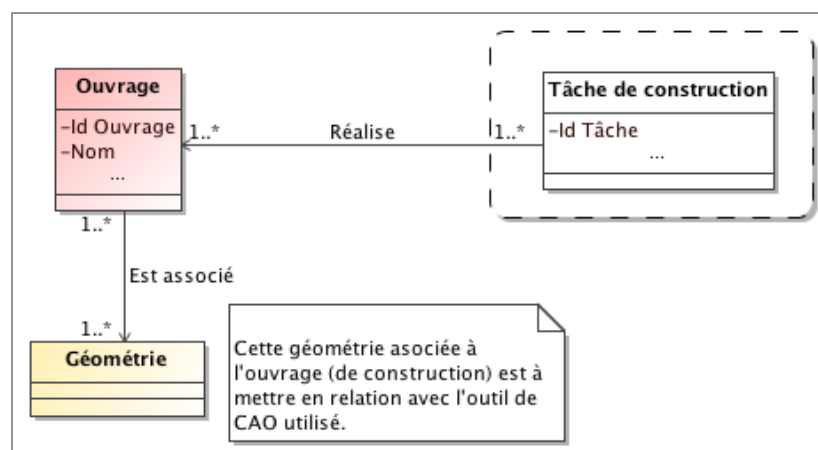 Ouvrage
-Id Ouvrage
-Nom
...
1..*
Réalise
1..*
Tâche de construction
-Id Tâche
...
1..*
Est associé
1..*
Géométrie
Cette géométrie asociée à
l'ouvrage (de construction) est à
mettre en relation avec l'outil de
CAO utilisé.